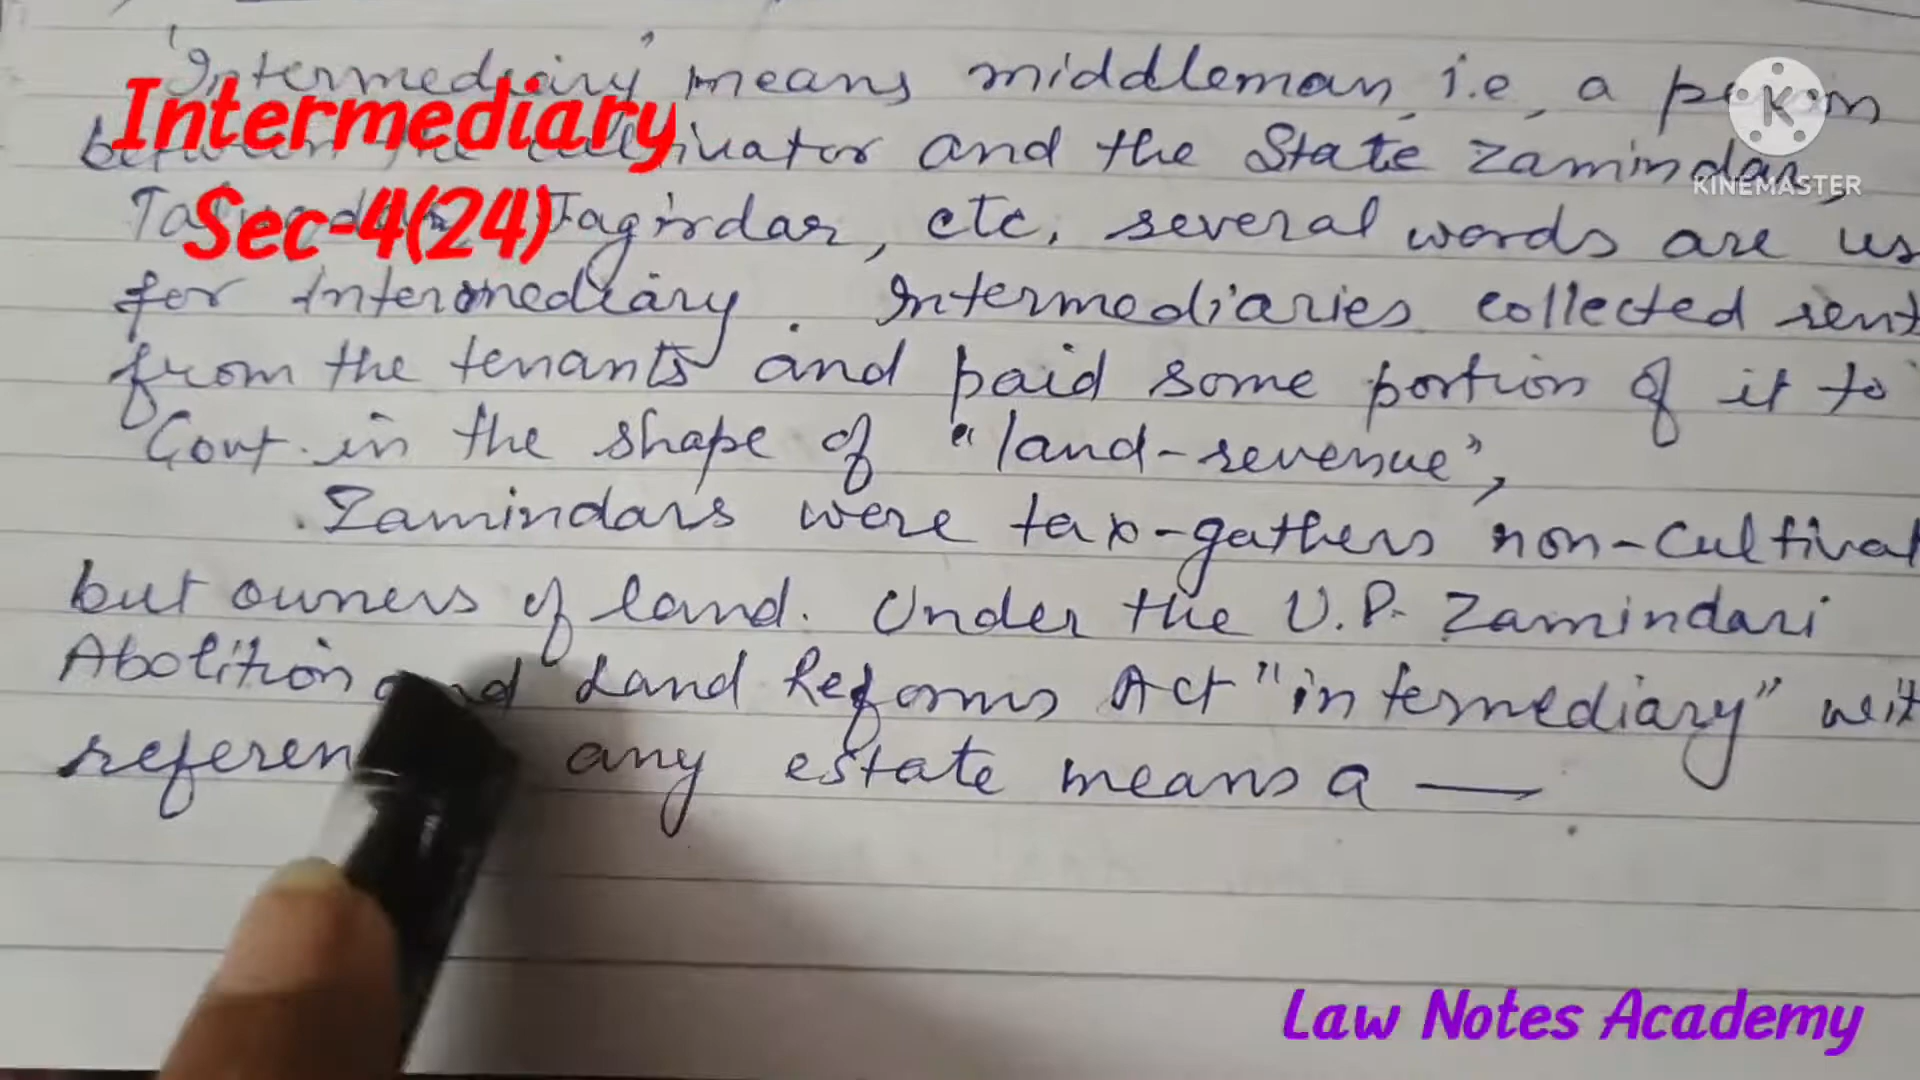 'Intermediary' means middleman, i.e, a
cultivator and the State Zamindar,
Jagirdar, etc. several words are
for intermediary. Intermediaries collected rent
from the tenants and paid some portion of it to
Govt. in the shape of "land-revenue",
Zamindars were tax-gathers non-
but owners of land. Under the U.P. Zamindari
Abolition and Land Reforms Act "intermediary"
any estate means a —
Intermediary
Sec-4(24)
K
KINEMASTER
Law Notes Academy